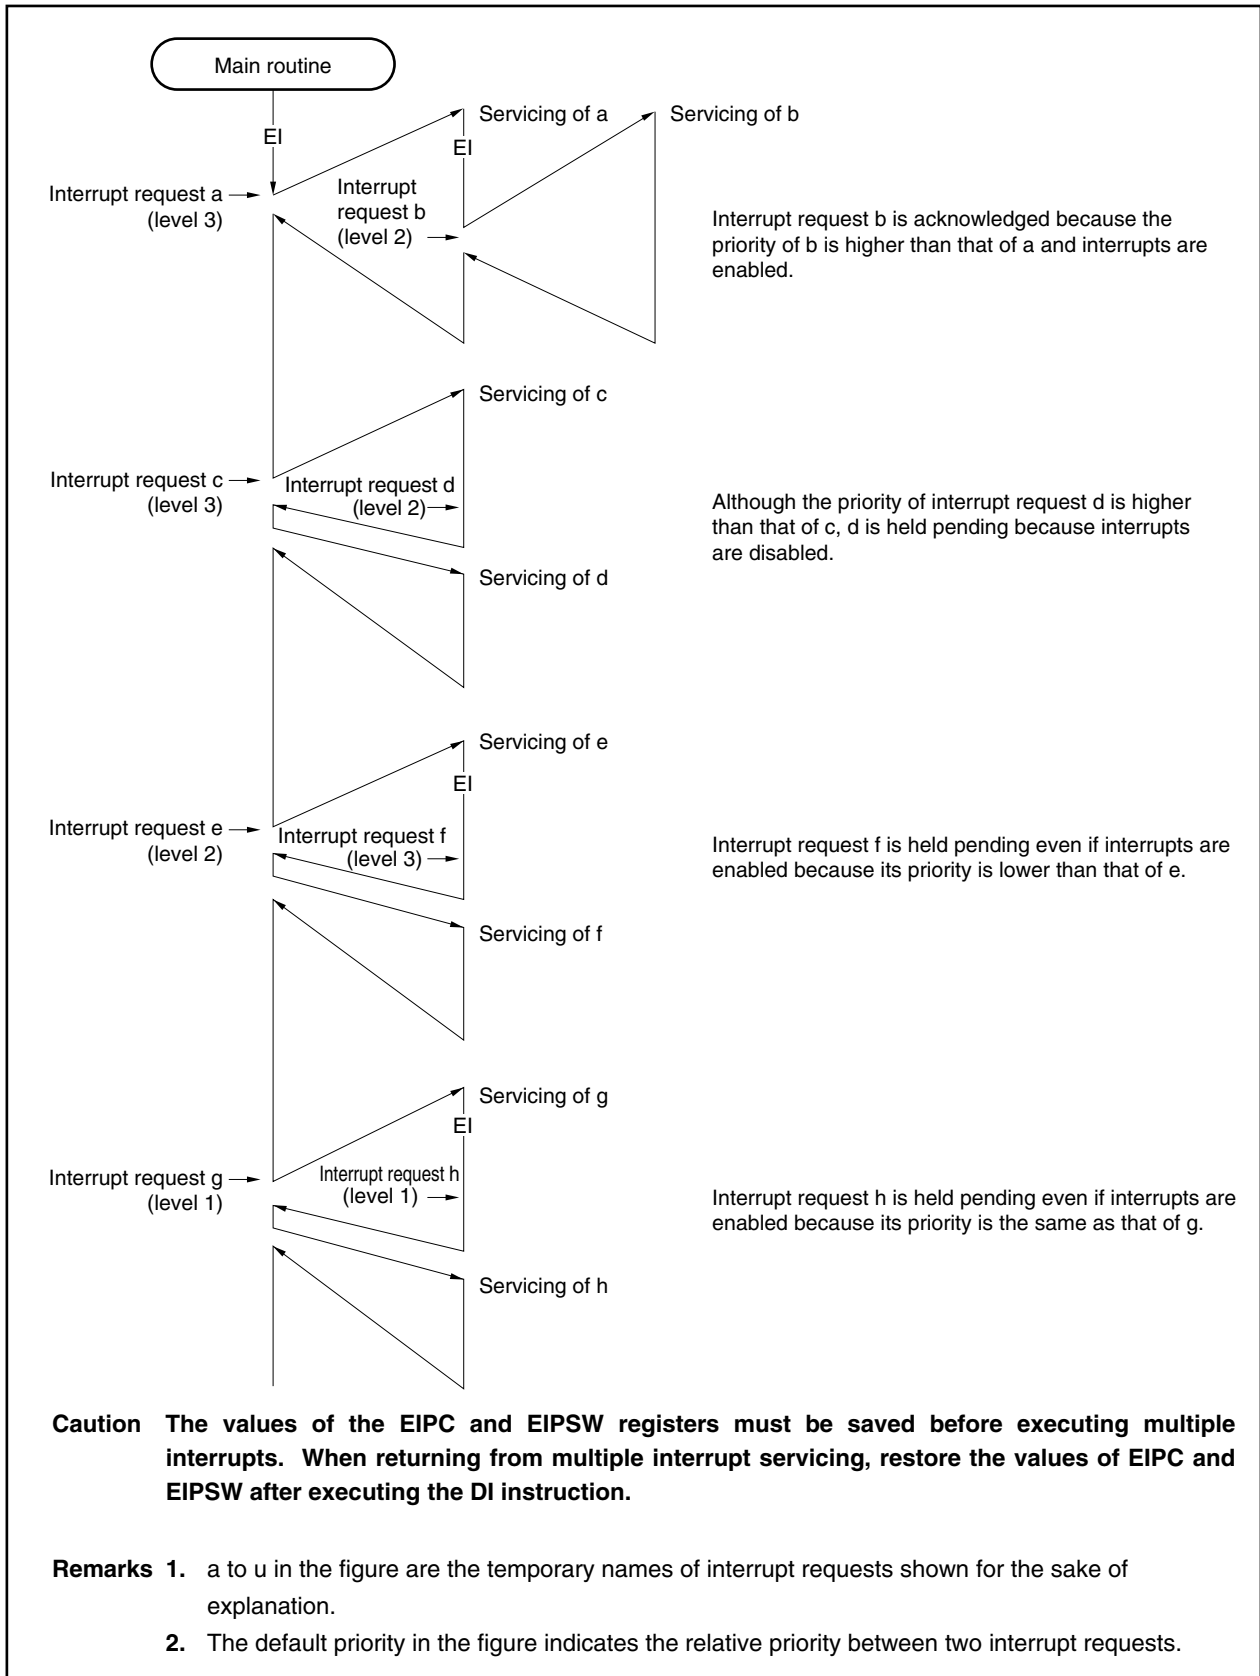 Main routine
EI
Servicing of a
Servicing of b
EI
Interrupt request a
(level 3)
Interrupt
request b
(level 2)
Interrupt request b is acknowledged because the
priority of b is higher than that of a and interrupts are
enabled.
Servicing of c
Interrupt request c
(level 3)
Interrupt request d
(level 2)
Although the priority of interrupt request d is higher
than that of c, d is held pending because interrupts
are disabled.
Servicing of d
Servicing of e
EI
Interrupt request e
(level 2)
Interrupt request f
(level 3)
Interrupt request f is held pending even if interrupts are
enabled because its priority is lower than that of e.
Servicing of f
Servicing of g
EI
Interrupt request g
(level 1)
Interrupt request h
(level 1)
Interrupt request h is held pending even if interrupts are
enabled because its priority is the same as that of g.
Servicing of h
Caution The values of the EIPC and EIPSW registers must be saved before executing multiple
interrupts. When returning from multiple interrupt servicing, restore the values of EIPC and
EIPSW after executing the DI instruction.
Remarks 1. a to u in the figure are the temporary names of interrupt requests shown for the sake of
explanation.
2. The default priority in the figure indicates the relative priority between two interrupt requests.